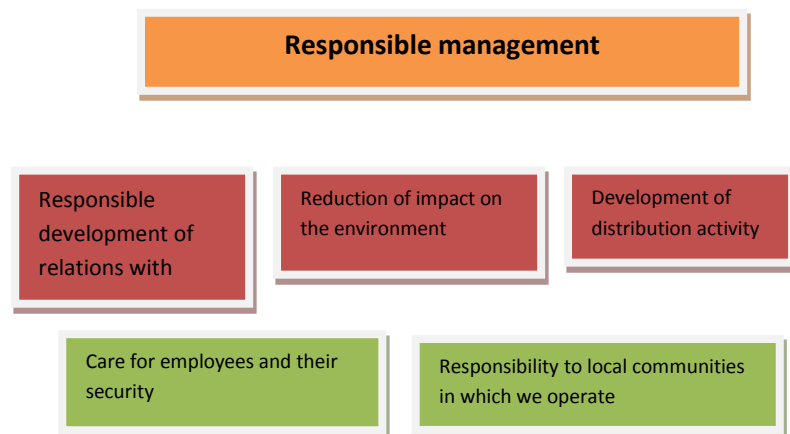 Responsible management
Responsible
development of
relations with
Reduction of impact on
the environment
Development of
distribution activity
Care for employees and their
security
Responsibility to local communities
in which we operate